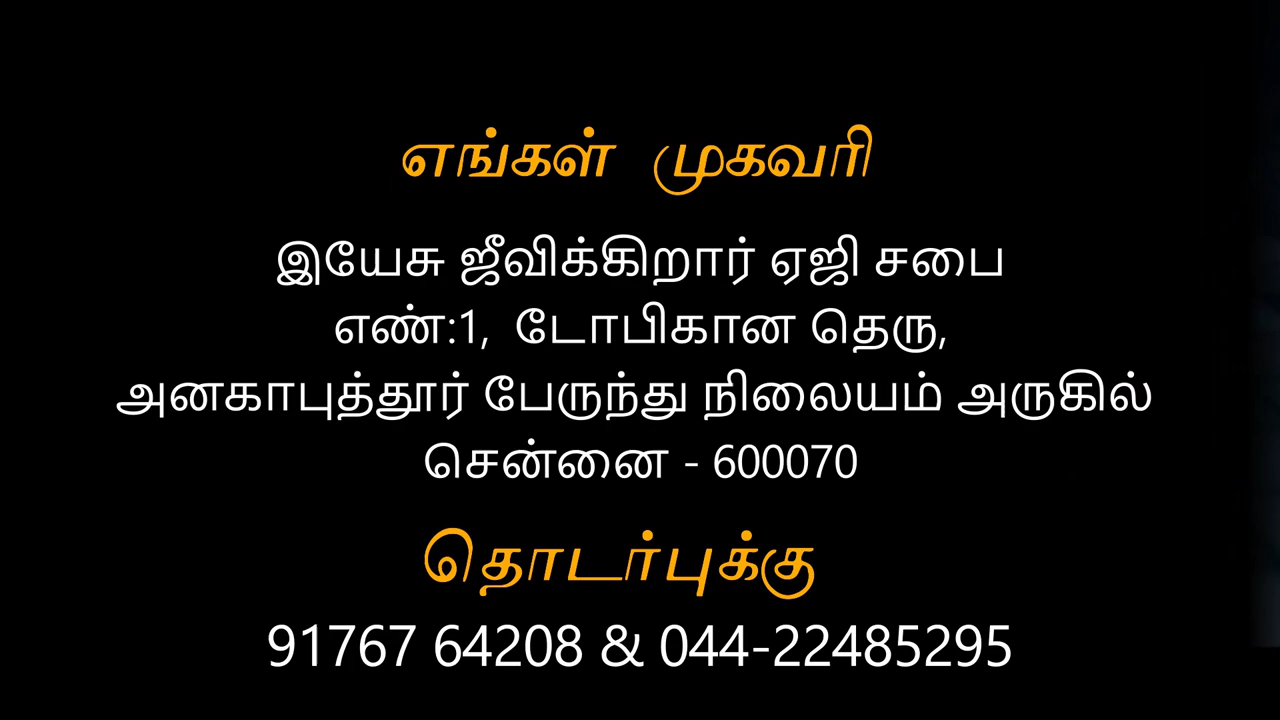 எங்கள் முகவரி
இயேசு ஜீவிக்கிறார் ஏஜி சபை
எண்:1, டோபிகான தெரு,
அனகாபுத்தூர் பேருந்து நிலையம் அருகில்
சென்னை - 600070
தொடர்புக்கு
91767 64208 & 044-22485295